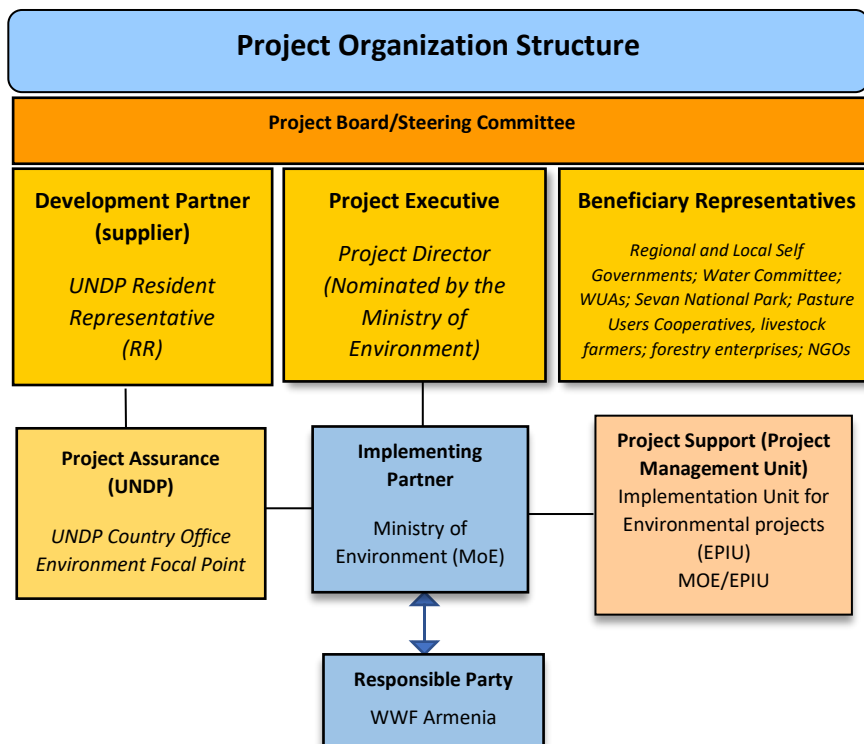 Project Organization Structure
Project Board/Steering Committee
Development Partner
(supplier)
UNDP Resident
Representative
(RR)
Project Executive
Project Director
(Nominated by the
Ministry of
Environment)
Beneficiary Representatives
Regional and Local Self
Governments; Water Committee;
WUAs; Sevan National Park; Pasture
Users Cooperatives, livestock
farmers; forestry enterprises; NGOs
Project Assurance
(UNDP)
UNDP Country Office
Environment Focal Point
Implementing
Partner
Ministry of
Environment (MoE)
Project Support (Project
Management Unit)
Implementation Unit for
Environmental projects
(EPIU)
MOE/EPIU
Responsible Party
WWF Armenia